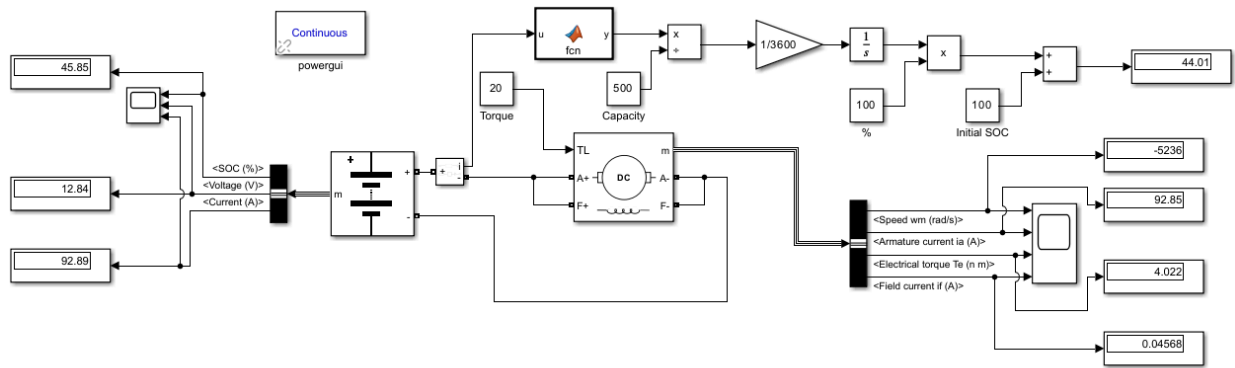 Continuous
powergui
45.85
12.84
92.89
<SOC (%)>
<Voltage (V)>
<Current (A)>
m
+
+
-
+
i
-
u
fcn
y
20
Torque
500
Capacity
x
÷
1/3600
1
s
x
100
%
100
Initial SOC
+
+
44.01
TL
m
A+
DC
A-
F+
F-
<Speed wm (rad/s)>
<Armature current ia (A)>
<Electrical torque Te (n m)>
<Field current if (A)>
-5236
92.85
4.022
0.04568